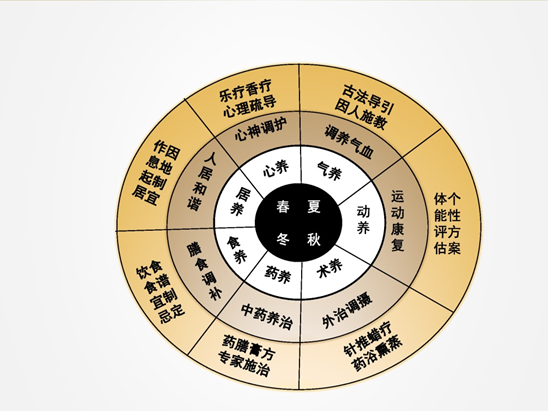 春 夏
冬 秋
心养
气养
动养
术养
药养
食养
居养
心神调护
调养气血
运动康复
外治调摄
中药养治
膳食调补
人居和谐
乐疗香疗
心理疏导
古法导引
因人施教
个性方案
体能评估
针推蜡疗
药浴熏蒸
药膳膏方
专家施治
饮食宜忌
食谱制定
因地制宜
作息起居